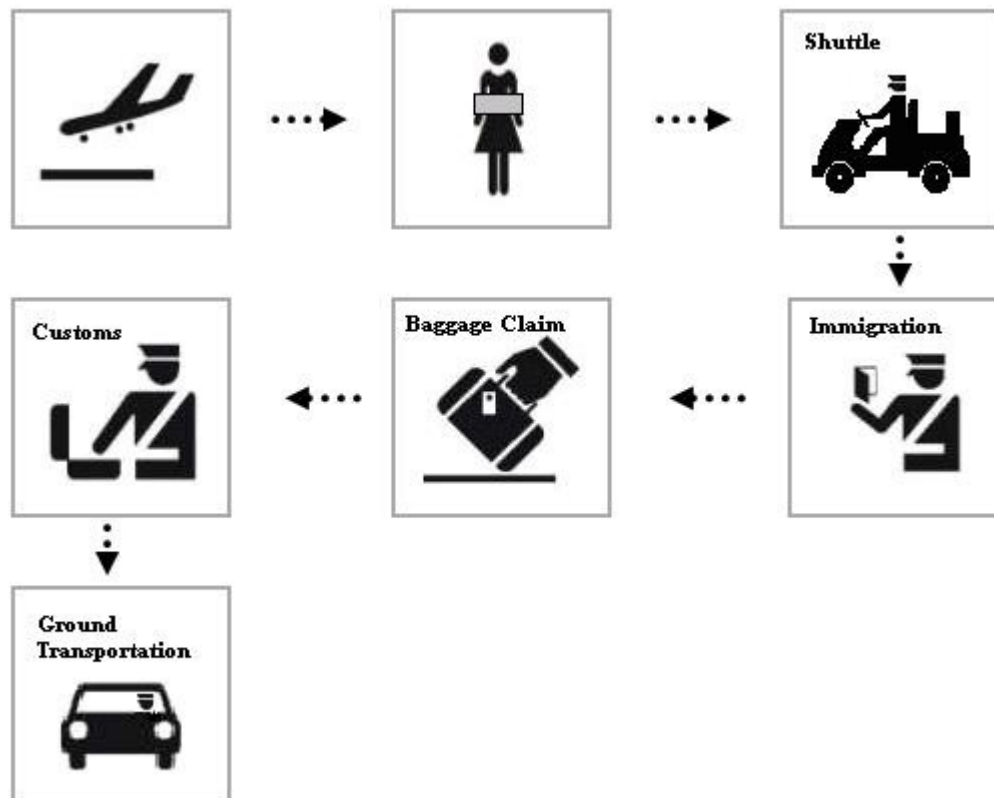 Shuttle
Immigration
Baggage Claim
Customs
Ground
Transportation